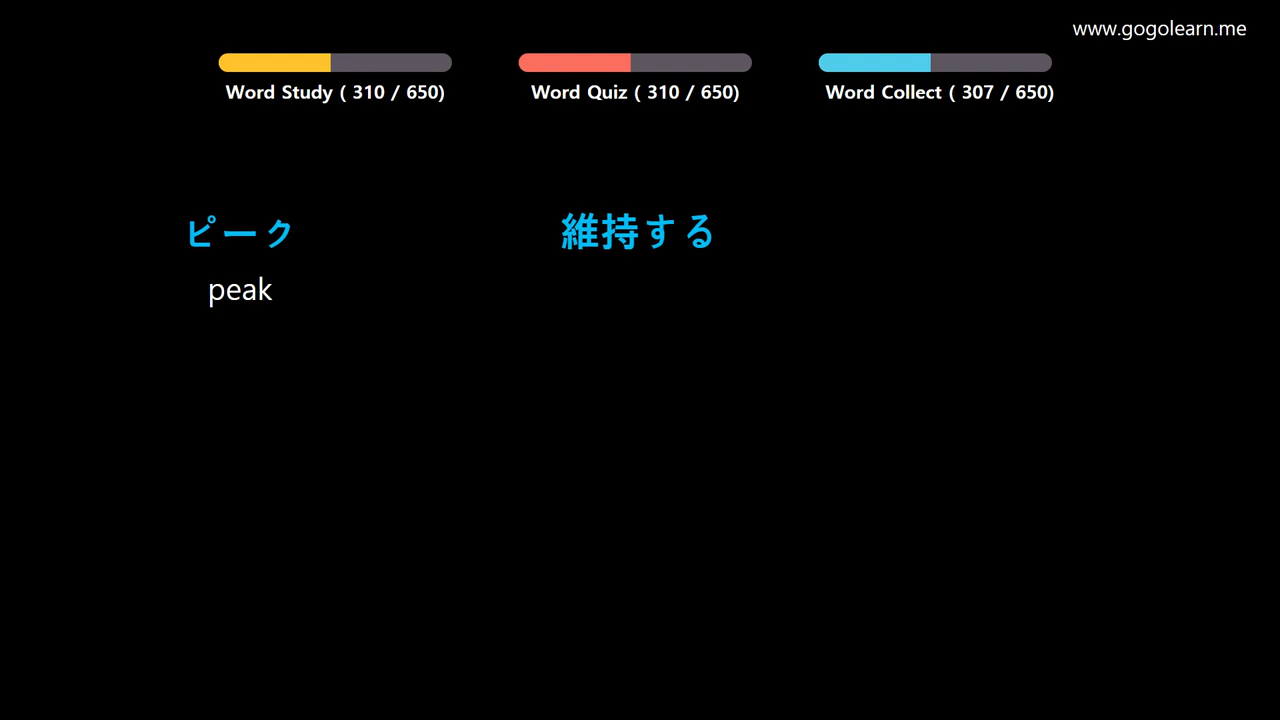 www.gogolearn.me
Word Study ( 310 / 650)
Word Quiz ( 310 / 650)
Word Collect ( 307 / 650)
ピーク
維持する
peak